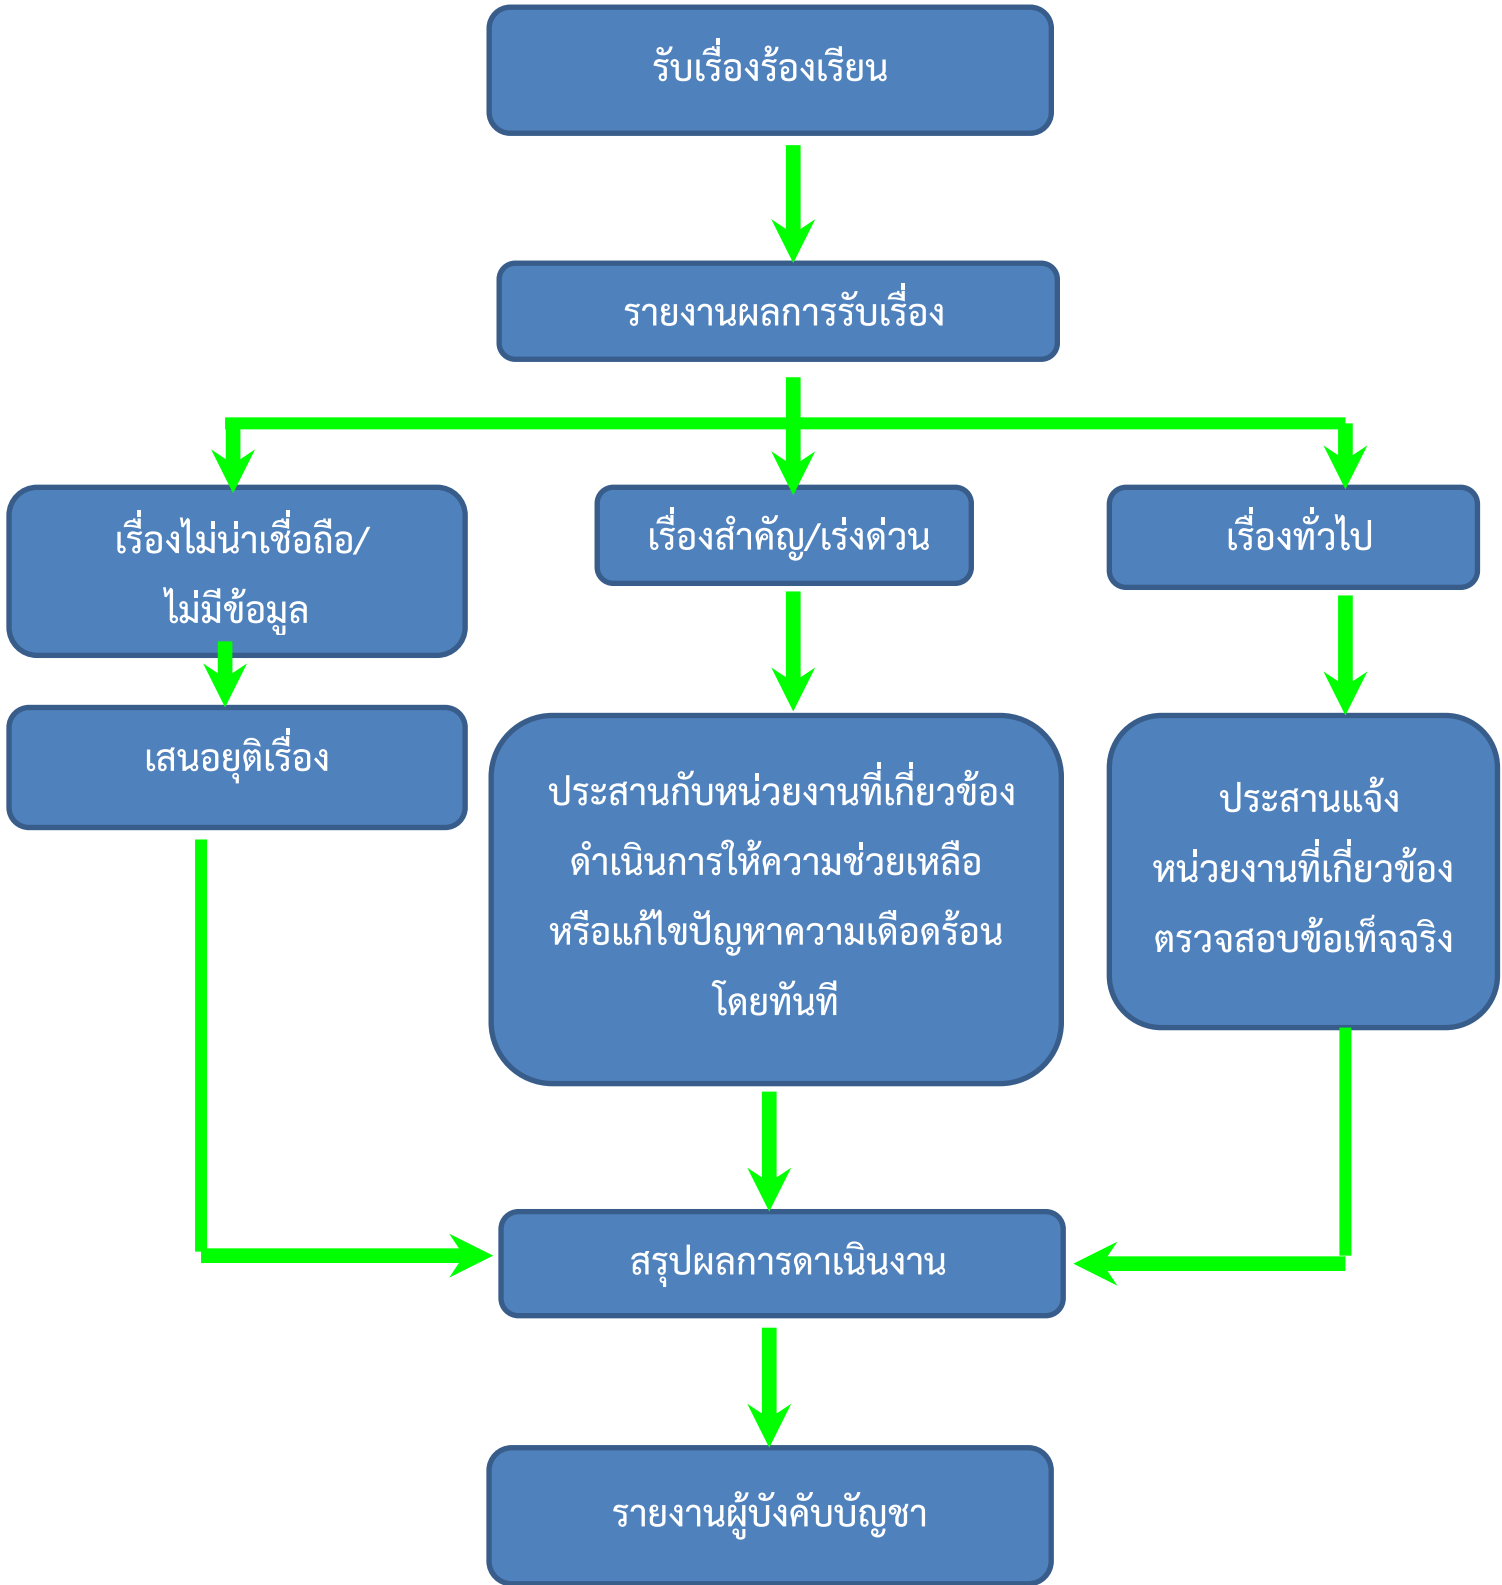 รับเรื่องร้องเรียน
รายงานผลการรับเรื่อง
เรื่องไม่น่าเชื่อถือ/
ไม่มีข้อมูล
เรื่องสำคัญ/เร่งด่วน
เรื่องทั่วไป
เสนอยุติเรื่อง
ประสานกับหน่วยงานที่เกี่ยวข้อง
ดำเนินการให้ความช่วยเหลือ
หรือแก้ไขปัญหาความเดือดร้อน
โดยทันที
ประสานแจ้ง
หน่วยงานที่เกี่ยวข้อง
ตรวจสอบข้อเท็จจริง
สรุปผลการดาเนินงาน
รายงานผู้บังคับบัญชา